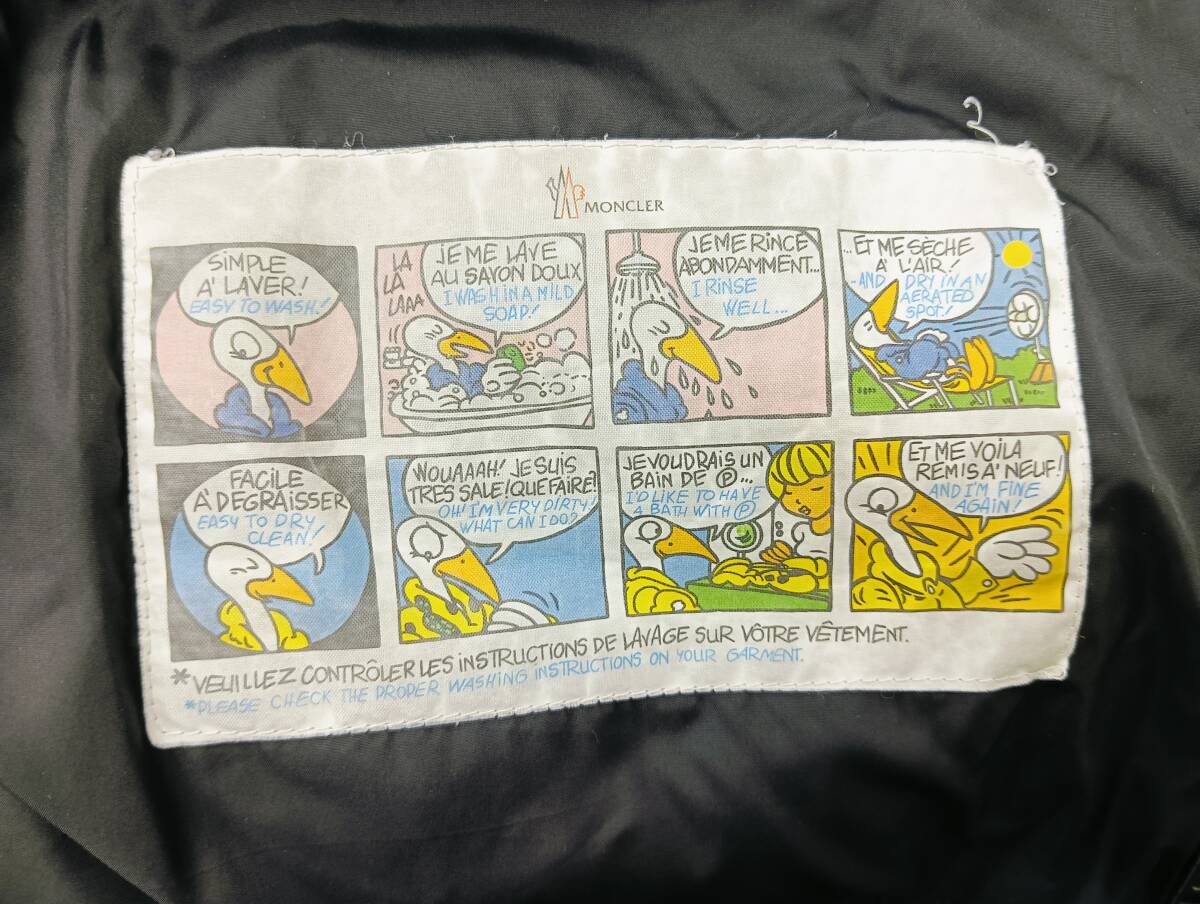 MONCLER
SIMPLE
A' LAVER!
EASY TO WASH!
LA
LA
LAAA
JE ME LAVE
AU SAVON DOUX
I WASH IN A MILD
SOAP!
JE ME RINCE
ABONDAMMENT...
I RINSE
WELL...
...ET ME SÈCHE
A' L'AIR!
...AND DRY IN AN
AERATED
SPOT!
FACILE
A' DEGRAISSER
EASY TO DRY
CLEAN!
WOUAAAH! JE SUIS
TRES SALE! QUE FAIRE?
OH! I'M VERY DIRTY!
WHAT CAN I DO?
JE VOUDRAIS UN
BAIN DE Ⓟ...
I'D LIKE TO HAVE
A BATH WITH Ⓟ
ET ME VOILA
REMIS A' NEUF!
AND I'M FINE
AGAIN!
*VEUILLEZ CONTRÔLER LES INSTRUCTIONS DE LAVAGE SUR VÔTRE VÊTEMENT.
*PLEASE CHECK THE PROPER WASHING INSTRUCTIONS ON YOUR GARMENT.